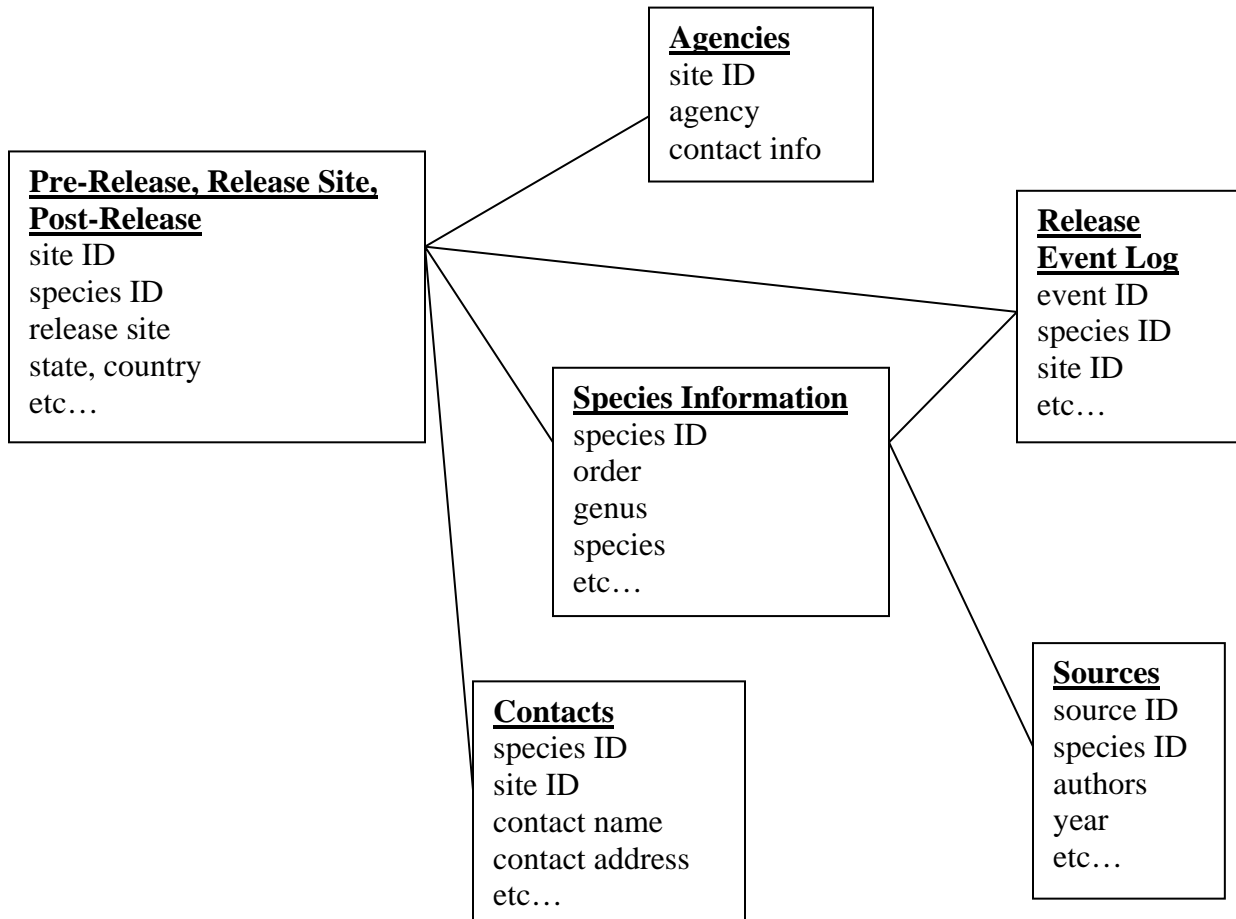 Agencies
site ID
agency
contact info
Pre-Release, Release Site,
Post-Release
site ID
species ID
release site
state, country
etc…
Release
Event Log
event ID
species ID
site ID
etc…
Species Information
species ID
order
genus
species
etc…
Contacts
species ID
site ID
contact name
contact address
etc…
Sources
source ID
species ID
authors
year
etc…